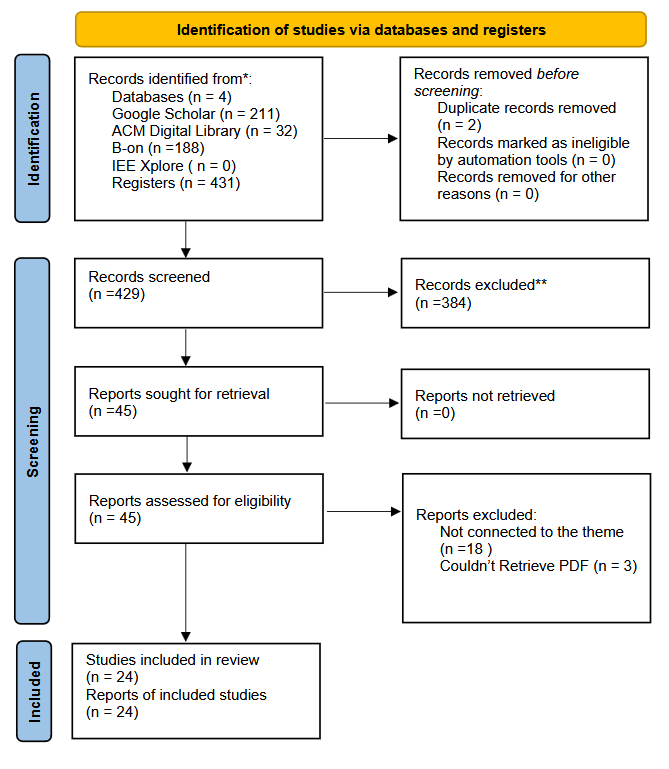 Identification of studies via databases and registers
Identification
Records identified from*:
Databases (n = 4)
Google Scholar (n = 211)
ACM Digital Library (n = 32)
B-on (n =188)
IEE Xplore ( n = 0)
Registers (n = 431)
Records removed before
screening:
Duplicate records removed
(n = 2)
Records marked as ineligible
by automation tools (n = 0)
Records removed for other
reasons (n = 0)
Screening
Records screened
(n =429)
Records excluded**
(n =384)
Reports sought for retrieval
(n =45)
Reports not retrieved
(n =0)
Reports assessed for eligibility
(n = 45)
Reports excluded:
Not connected to the theme
(n =18 )
Couldn’t Retrieve PDF (n = 3)
Included
Studies included in review
(n = 24)
Reports of included studies
(n = 24)